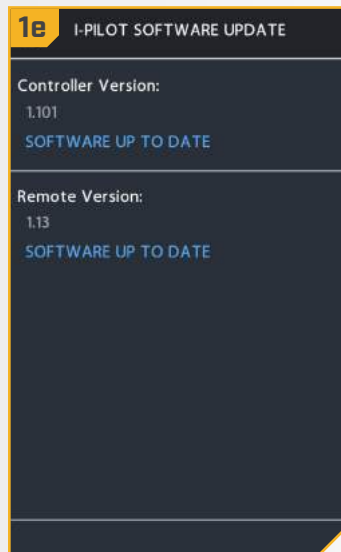 1e
I-PILOT SOFTWARE UPDATE
Controller Version:
1.101
SOFTWARE UP TO DATE
Remote Version:
1.13
SOFTWARE UP TO DATE